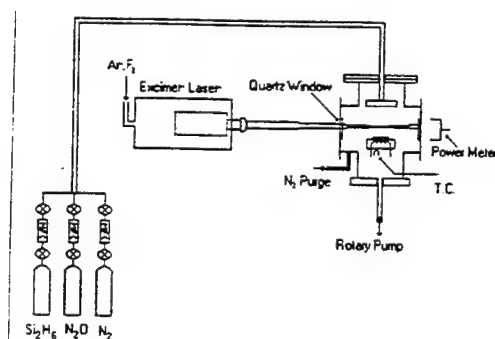 Ar.F₂
Excimer Laser
Quartz Window
Power Meter
N₂ Purge
T.C.
Rotary Pump
Si₂H₆ N₂O N₂